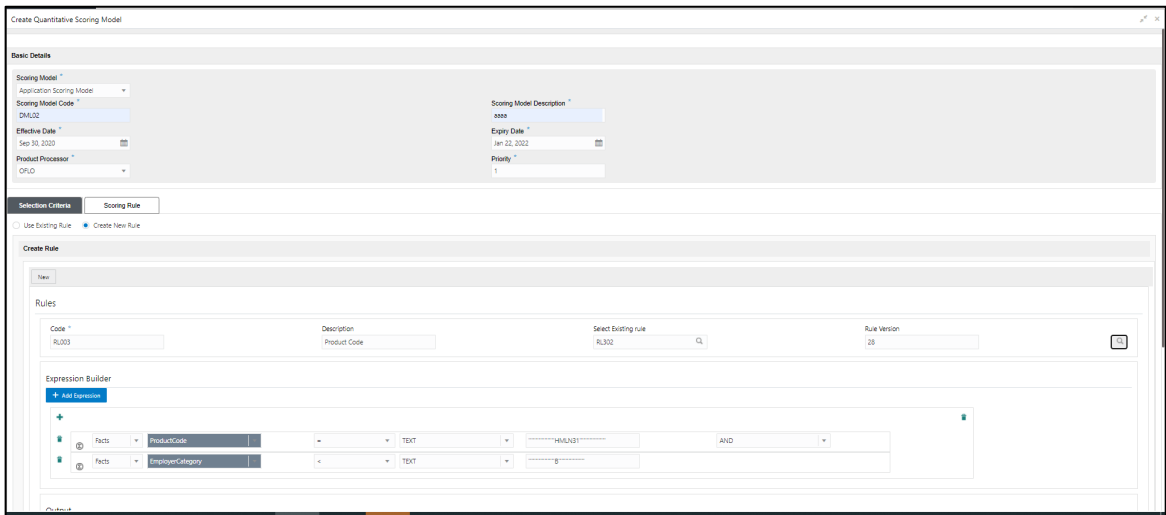 Create Quantitative Scoring Model
Basic Details
Scoring Model *
Application Scoring Model
Scoring Model Code * Scoring Model Description *
DML02 aaaa
Effective Date * Expiry Date *
Sep 30, 2020 Jan 22, 2022
Product Processor * Priority *
OFLO 1
Selection Criteria Scoring Rule
Use Existing Rule Create New Rule
Create Rule
New
Rules
Code * Description Select Existing rule Rule Version
RL003 Product Code RL302 28
Expression Builder
+ Add Expression
Facts ProductCode = TEXT HMLN31 AND
Facts EmployerCategory < TEXT 8
Output